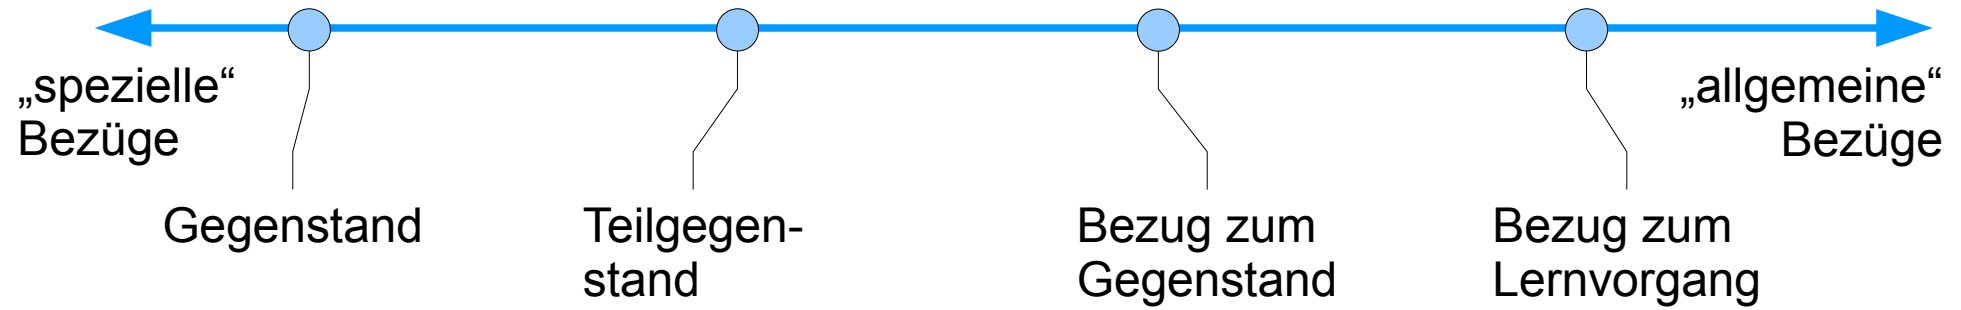 „spezielle“
Bezüge
„allgemeine“
Bezüge
Gegenstand
Teilgegen-
stand
Bezug zum
Gegenstand
Bezug zum
Lernvorgang